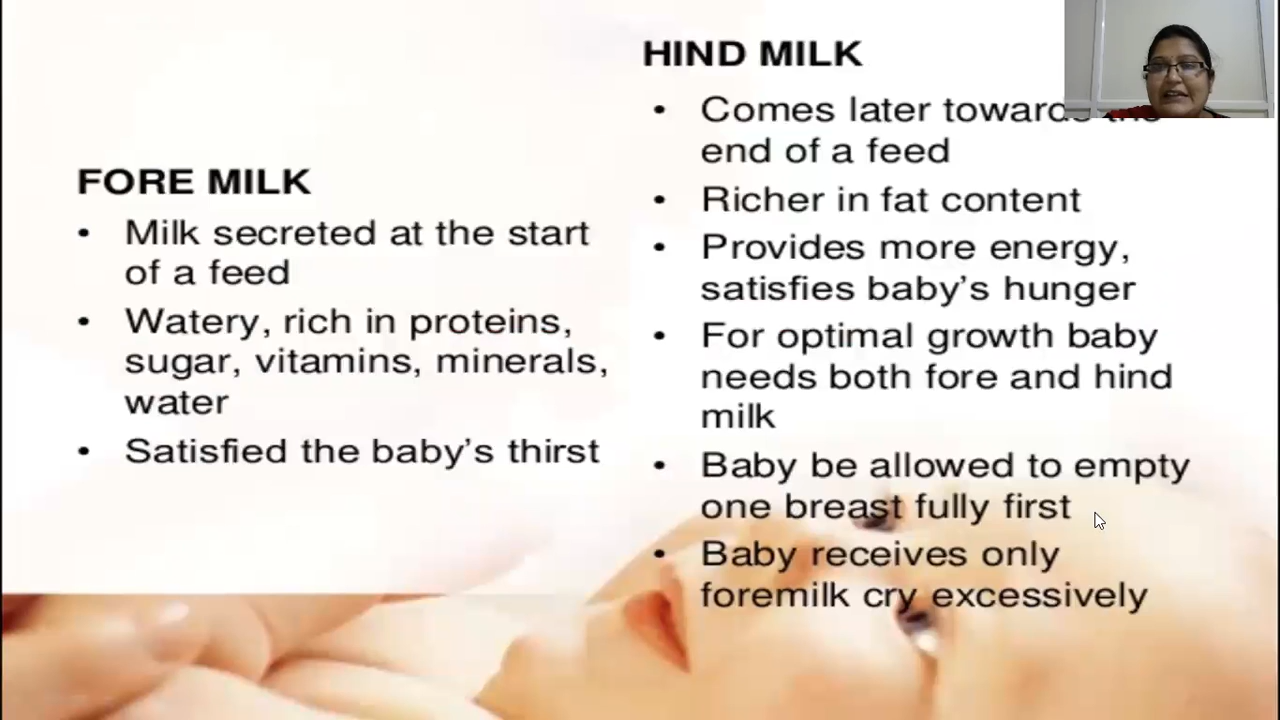 FORE MILK
• Milk secreted at the start
of a feed
• Watery, rich in proteins,
sugar, vitamins, minerals,
water
• Satisfied the baby's thirst
HIND MILK
• Comes later towards the
end of a feed
• Richer in fat content
• Provides more energy,
satisfies baby's hunger
• For optimal growth baby
needs both fore and hind
milk
• Baby be allowed to empty
one breast fully first
• Baby receives only
foremilk cry excessively